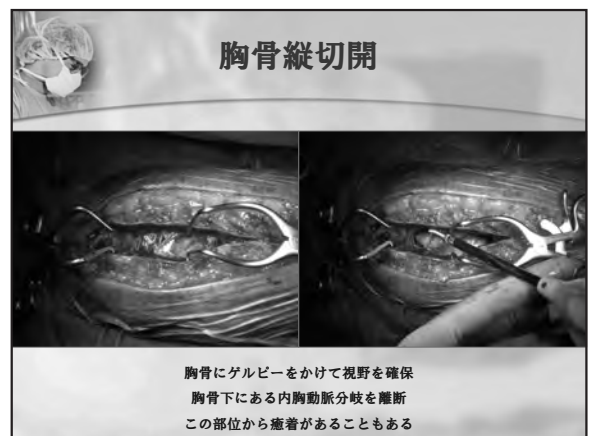 胸骨縦切開
胸骨にゲルピーをかけて視野を確保
胸骨下にある内胸動脈分岐を離断
この部位から癒着があることもある